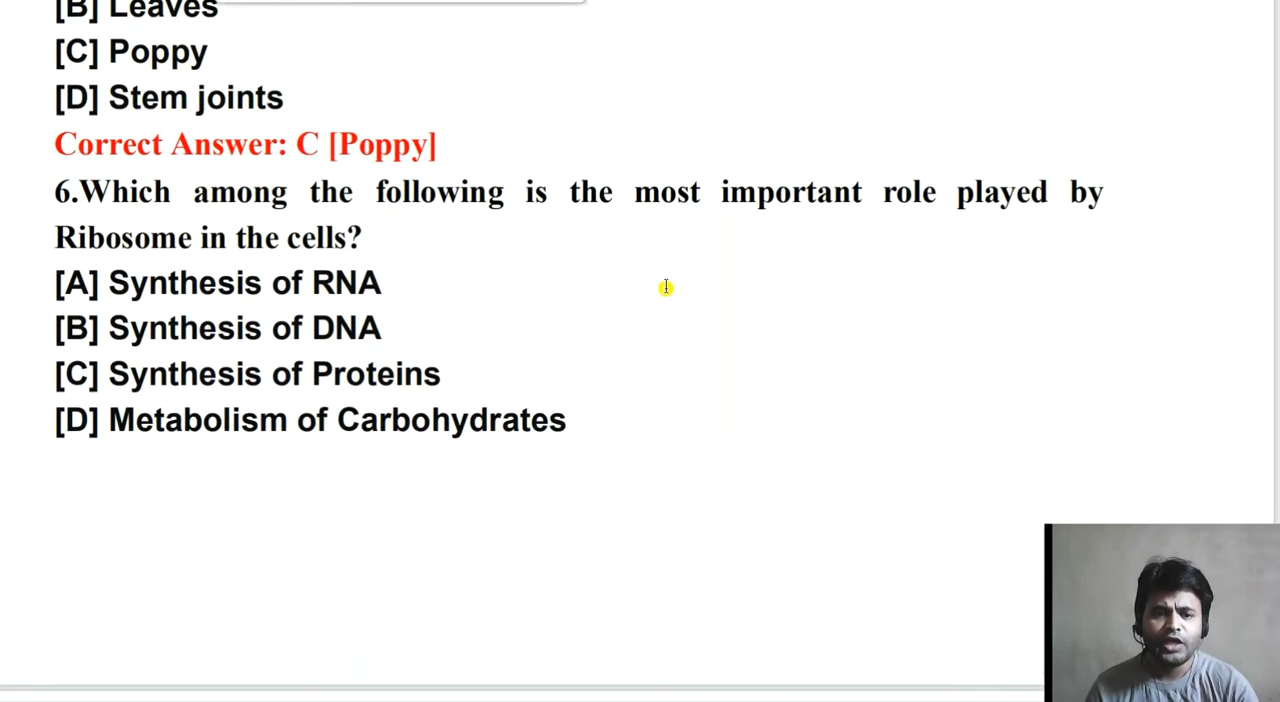 [B] Leaves
[C] Poppy
[D] Stem joints
Correct Answer: C [Poppy]
6.Which among the following is the most important role played by
Ribosome in the cells?
[A] Synthesis of RNA
[B] Synthesis of DNA
[C] Synthesis of Proteins
[D] Metabolism of Carbohydrates